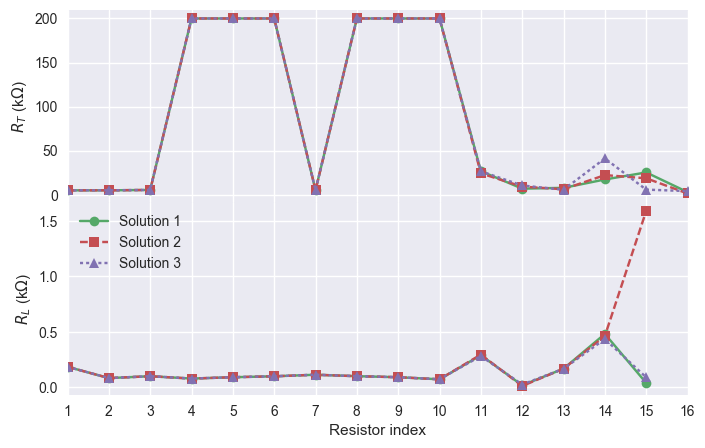 200
150
100
50
0
R_T (kΩ)
1.5
1.0
0.5
0.0
R_L (kΩ)
Solution 1
Solution 2
Solution 3
1 2 3 4 5 6 7 8 9 10 11 12 13 14 15 16
Resistor index